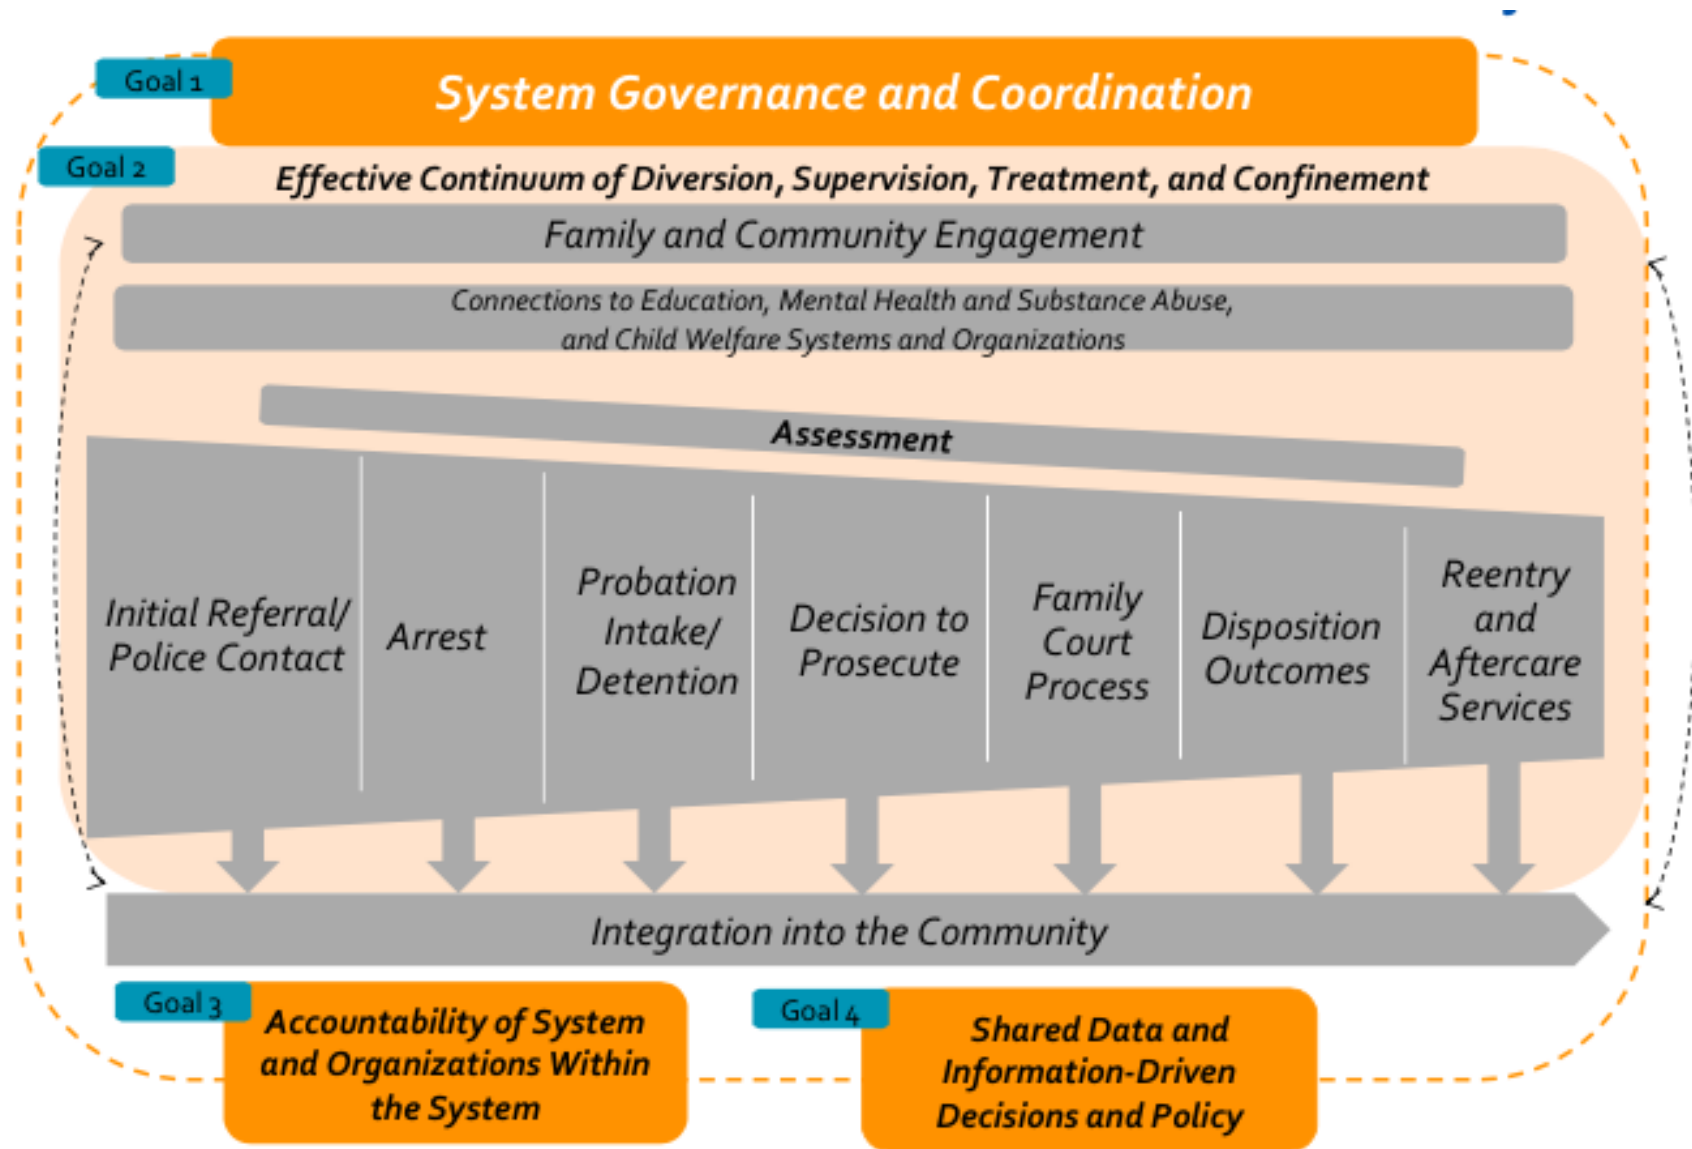 Goal 1
System Governance and Coordination
Goal 2
Effective Continuum of Diversion, Supervision, Treatment, and Confinement
Family and Community Engagement
Connections to Education, Mental Health and Substance Abuse,
and Child Welfare Systems and Organizations
Assessment
Initial Referral/
Police Contact
Arrest
Probation
Intake/
Detention
Decision to
Prosecute
Family
Court
Process
Disposition
Outcomes
Reentry
and
Aftercare
Services
Integration into the Community
Goal 3
Accountability of System
and Organizations Within
the System
Goal 4
Shared Data and
Information-Driven
Decisions and Policy